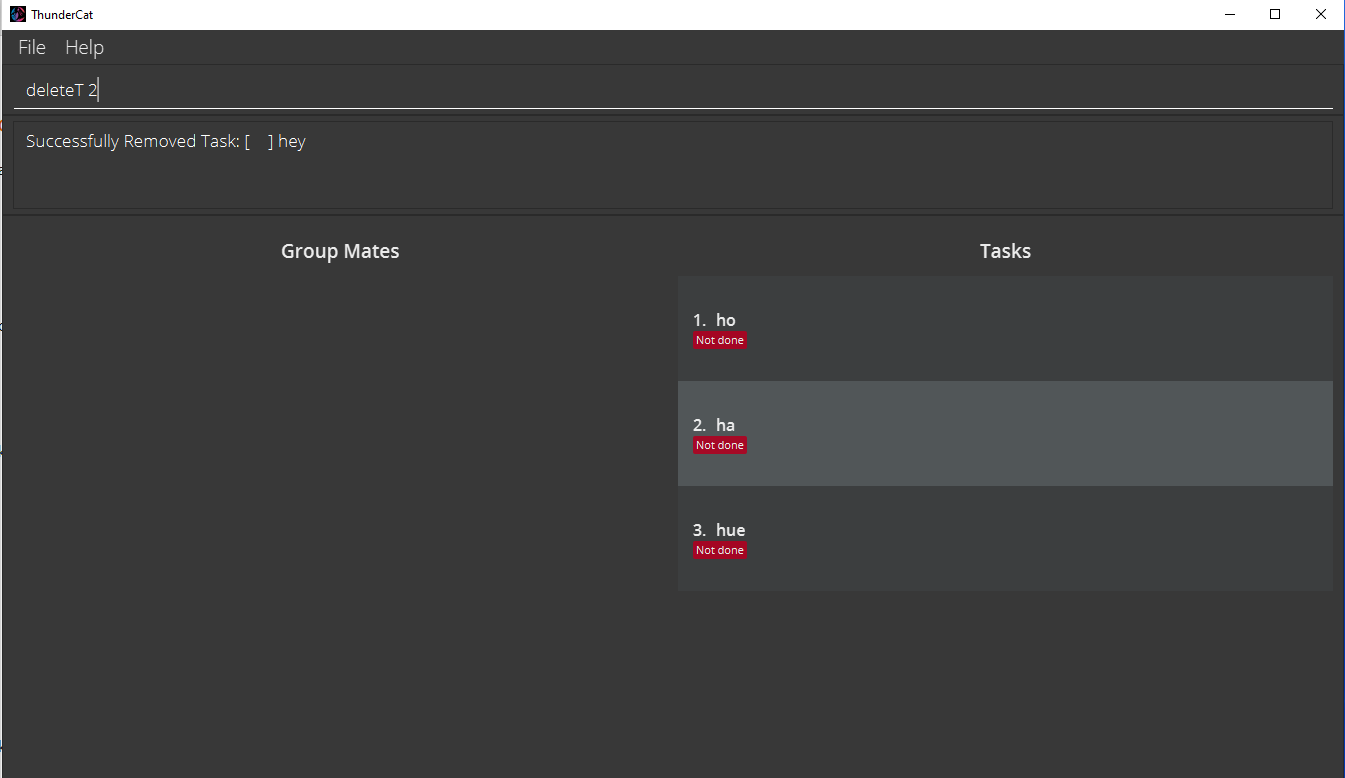 ThunderCat
File Help
deleteT 2
Successfully Removed Task: [ ] hey
Group Mates
Tasks
1. ho
Not done
2. ha
Not done
3. hue
Not done